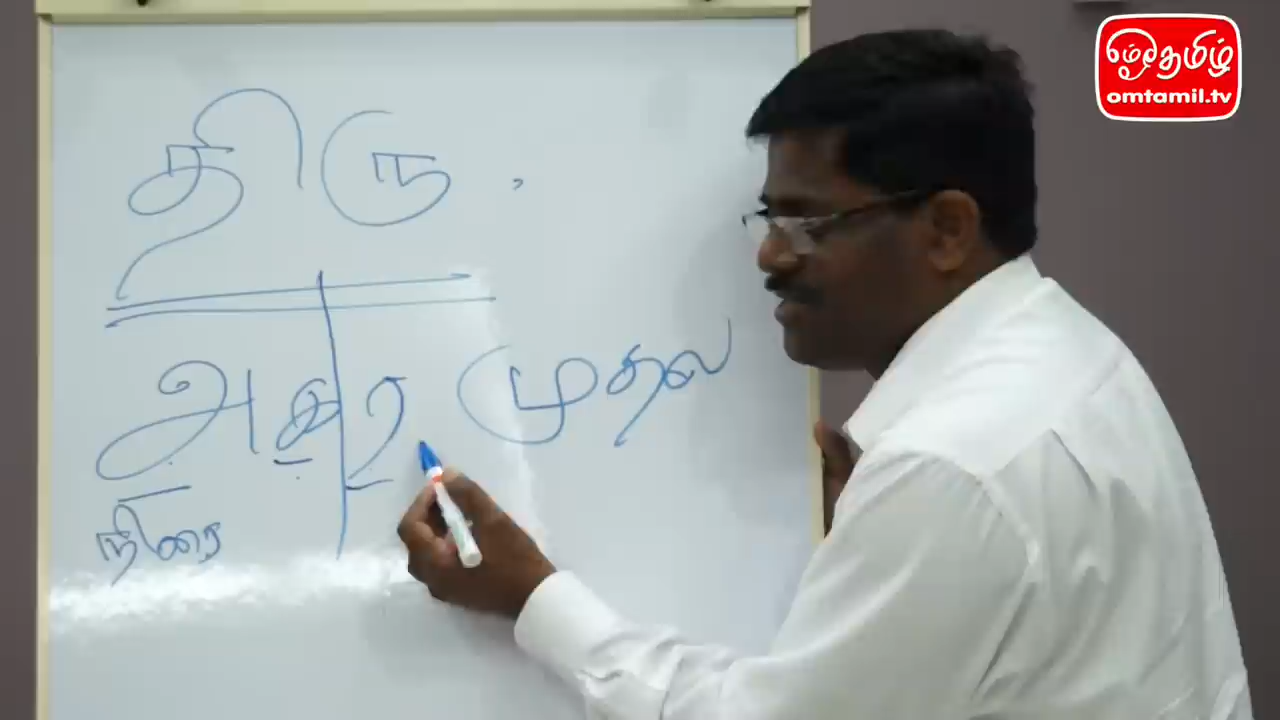 ஓம்தமிழ்
omtamil.tv
திரு ,
அகர முதல
நிரை